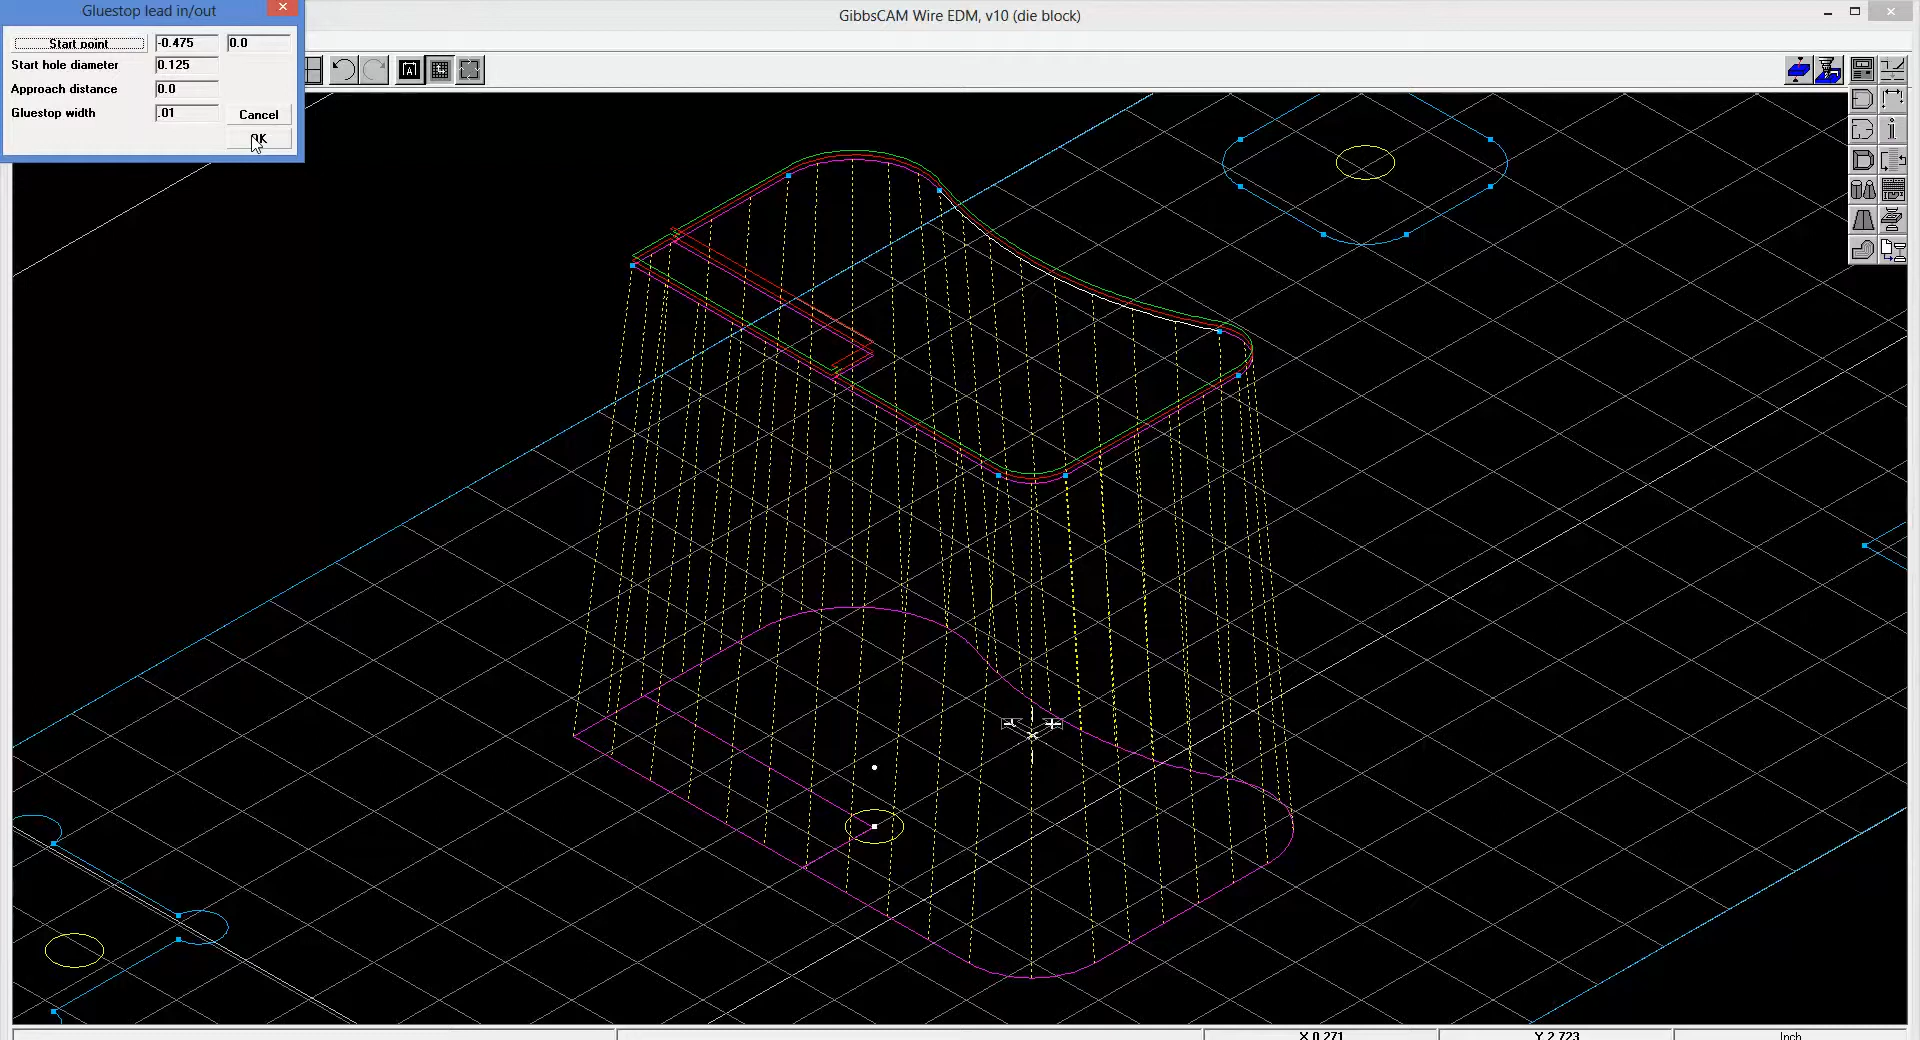 Gluestop lead in/out
GibbsCAM Wire EDM, v10 (die block)
Start point -0.475 0.0
Start hole diameter 0.125
Approach distance 0.0
Gluestop width .01
Cancel
OK
A
i
X 0.271 Y 2.723 Inch